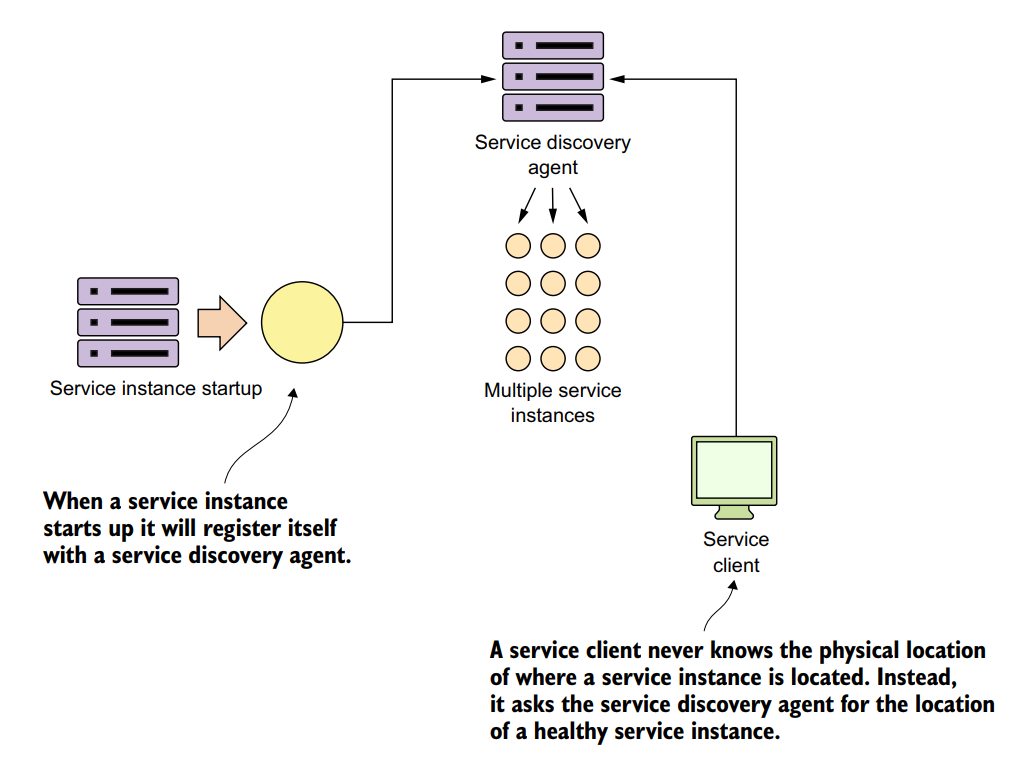 Service discovery
agent
Service instance startup
Multiple service
instances
When a service instance
starts up it will register itself
with a service discovery agent.
Service
client
A service client never knows the physical location
of where a service instance is located. Instead,
it asks the service discovery agent for the location
of a healthy service instance.